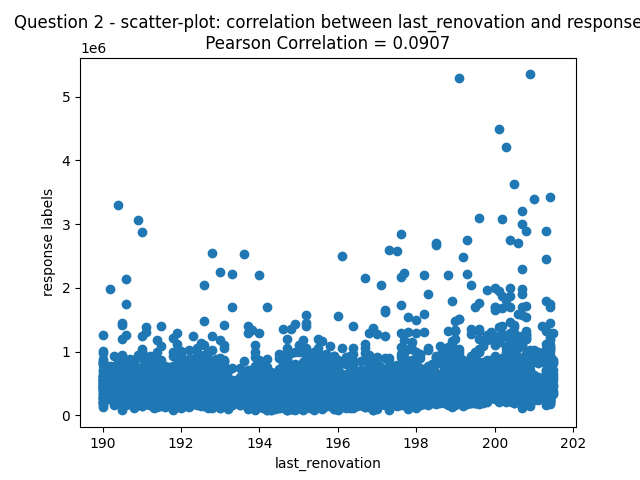 Question 2 - scatter-plot: correlation between last_renovation and response
Pearson Correlation = 0.0907
1e6
5
4
3
2
1
0
response labels
190 192 194 196 198 200 202
last_renovation